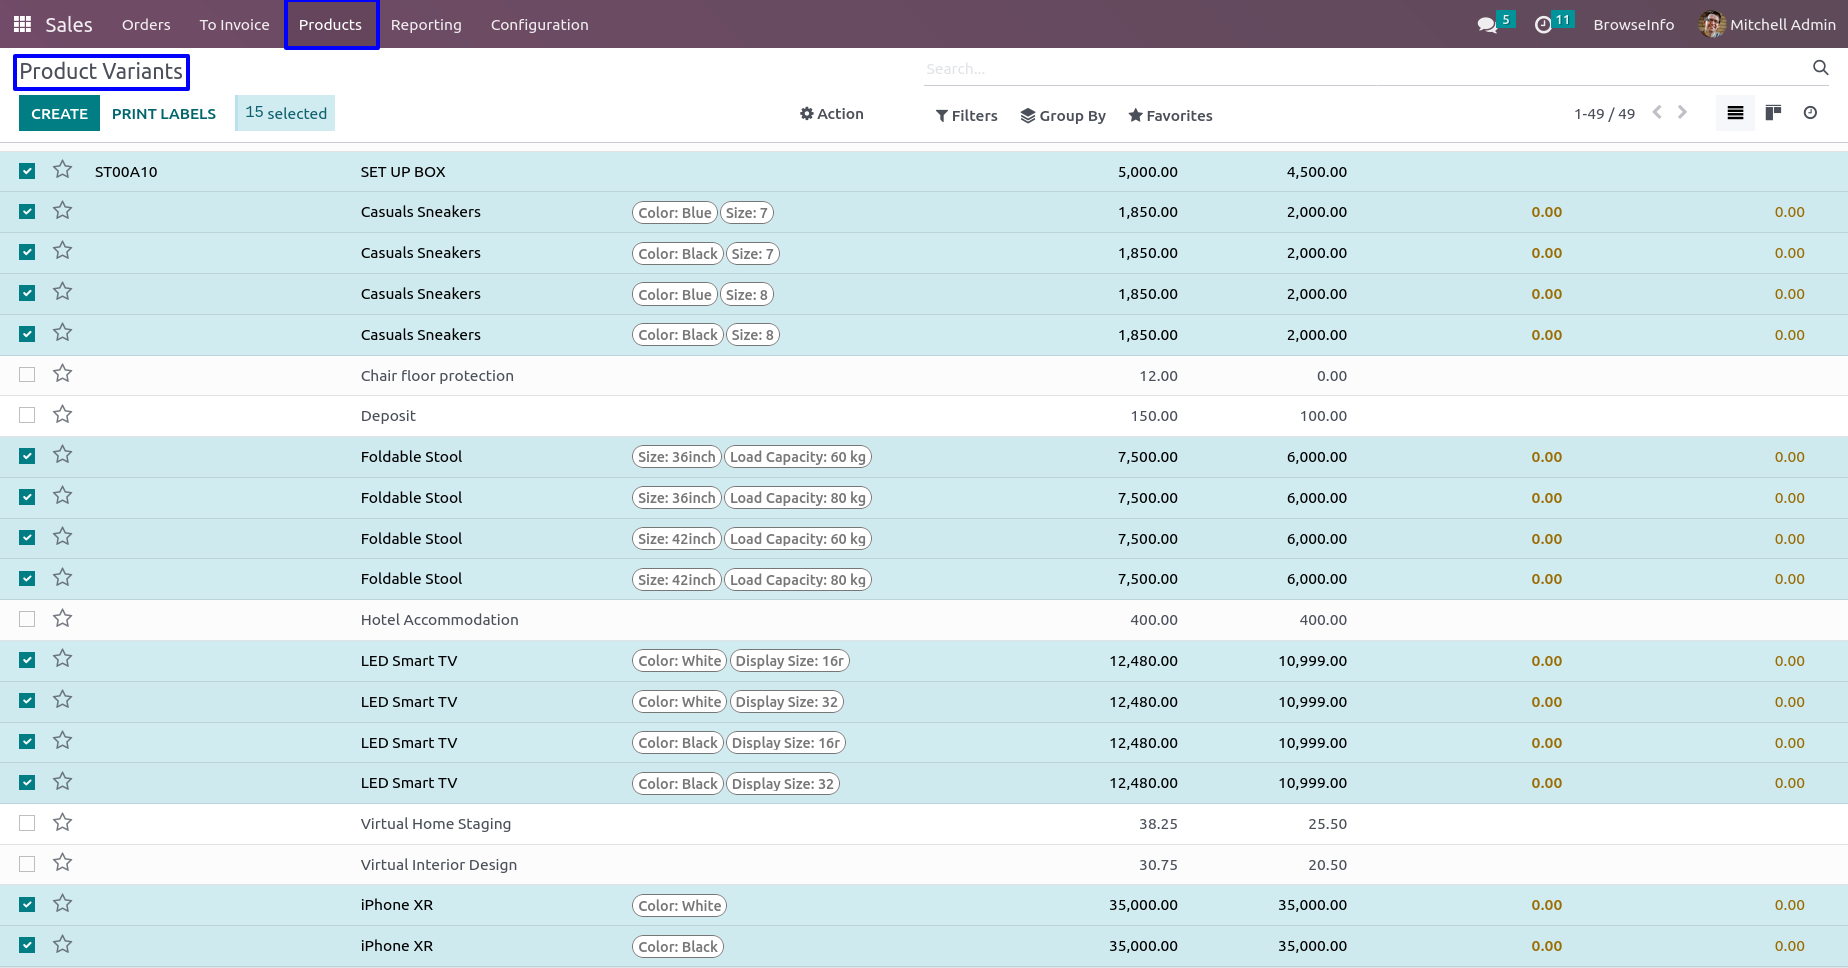 Sales Orders To Invoice Products Reporting Configuration 5 11 BrowseInfo Mitchell Admin
Product Variants Search...
CREATE PRINT LABELS 15 selected Action Filters Group By Favorites 1-49 / 49
ST00A10 SET UP BOX 5,000.00 4,500.00
Casuals Sneakers Color: Blue Size: 7 1,850.00 2,000.00 0.00 0.00
Casuals Sneakers Color: Black Size: 7 1,850.00 2,000.00 0.00 0.00
Casuals Sneakers Color: Blue Size: 8 1,850.00 2,000.00 0.00 0.00
Casuals Sneakers Color: Black Size: 8 1,850.00 2,000.00 0.00 0.00
Chair floor protection 12.00 0.00
Deposit 150.00 100.00
Foldable Stool Size: 36inch Load Capacity: 60 kg 7,500.00 6,000.00 0.00 0.00
Foldable Stool Size: 36inch Load Capacity: 80 kg 7,500.00 6,000.00 0.00 0.00
Foldable Stool Size: 42inch Load Capacity: 60 kg 7,500.00 6,000.00 0.00 0.00
Foldable Stool Size: 42inch Load Capacity: 80 kg 7,500.00 6,000.00 0.00 0.00
Hotel Accommodation 400.00 400.00
LED Smart TV Color: White Display Size: 16r 12,480.00 10,999.00 0.00 0.00
LED Smart TV Color: White Display Size: 32 12,480.00 10,999.00 0.00 0.00
LED Smart TV Color: Black Display Size: 16r 12,480.00 10,999.00 0.00 0.00
LED Smart TV Color: Black Display Size: 32 12,480.00 10,999.00 0.00 0.00
Virtual Home Staging 38.25 25.50
Virtual Interior Design 30.75 20.50
iPhone XR Color: White 35,000.00 35,000.00 0.00 0.00
iPhone XR Color: Black 35,000.00 35,000.00 0.00 0.00